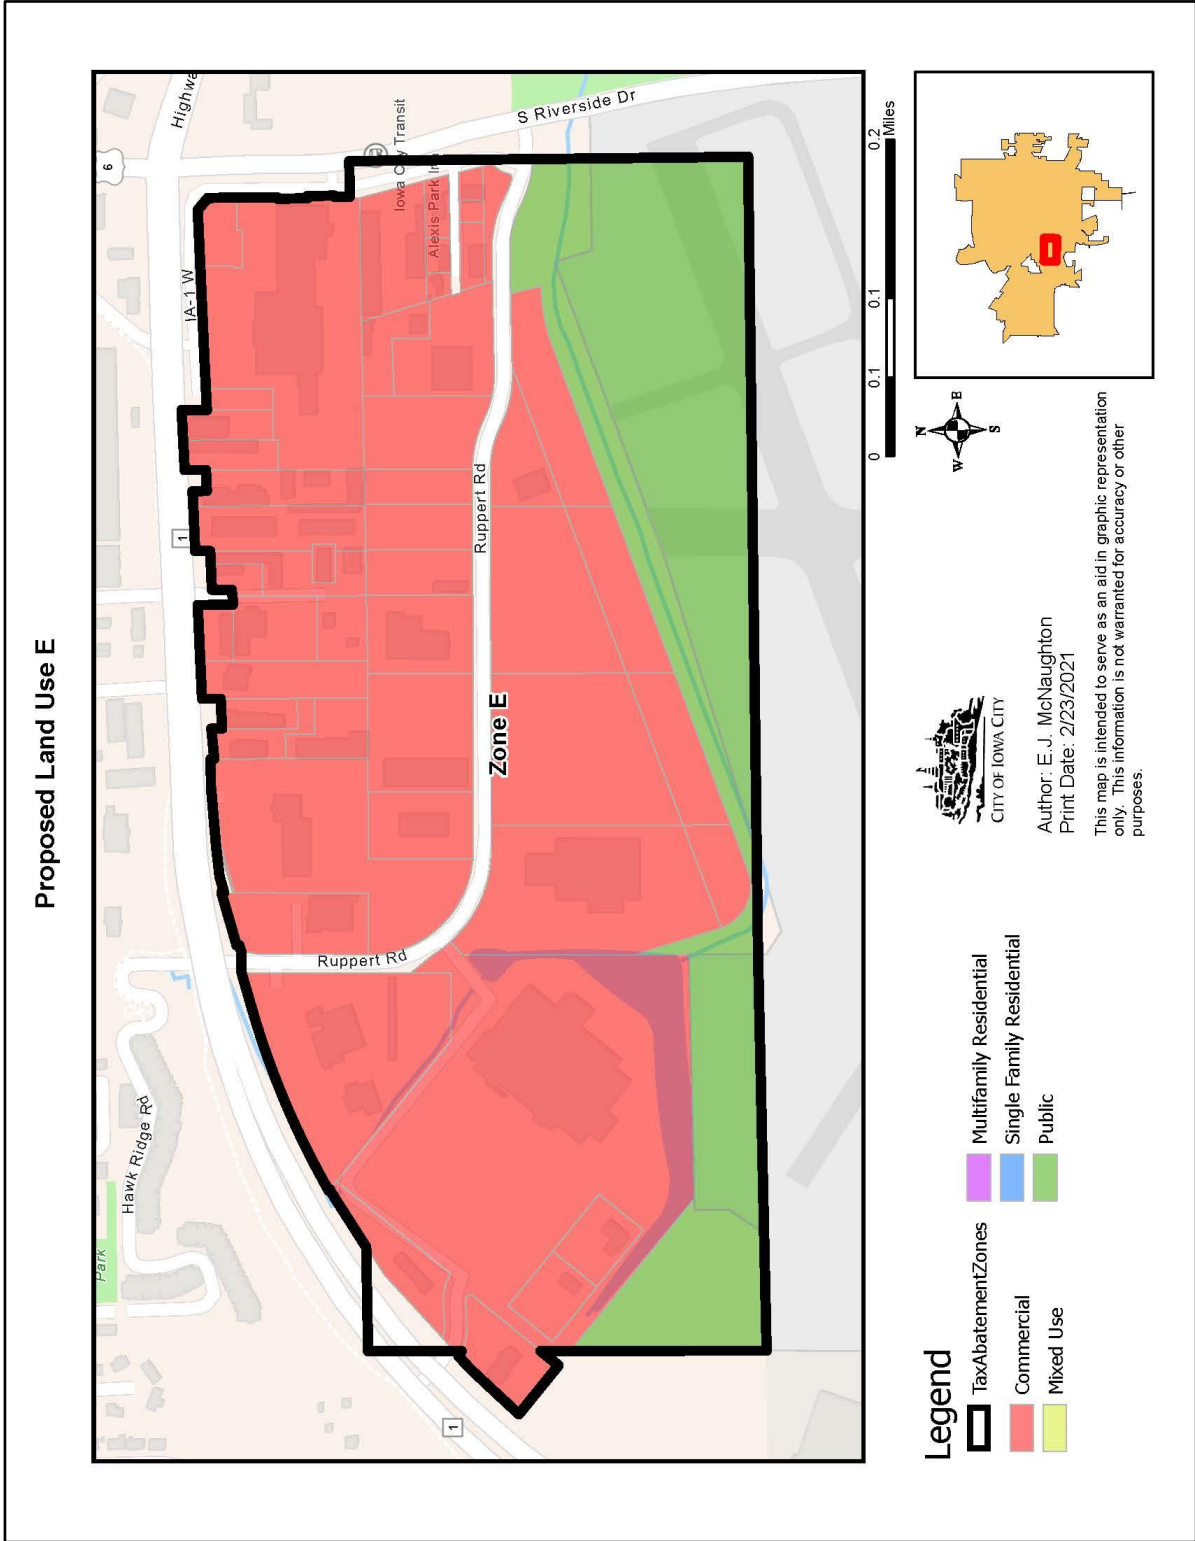 Proposed Land Use E
6
Highwa
IA-1 W
Iowa City Transit
Alexis Park Inn
S Riverside Dr
1
Ruppert Rd
Zone E
Ruppert Rd
Hawk Ridge Rd
Park
1
0
0.1
0.1
0.2
Miles
N
W
E
S
Legend
TaxAbatementZones
Commercial
Mixed Use
Multifamily Residential
Single Family Residential
Public
CITY OF IOWA CITY
Author: E.J. McNaughton
Print Date: 2/23/2021
This map is intended to serve as an aid in graphic representation
only. This information is not warranted for accuracy or other
purposes.